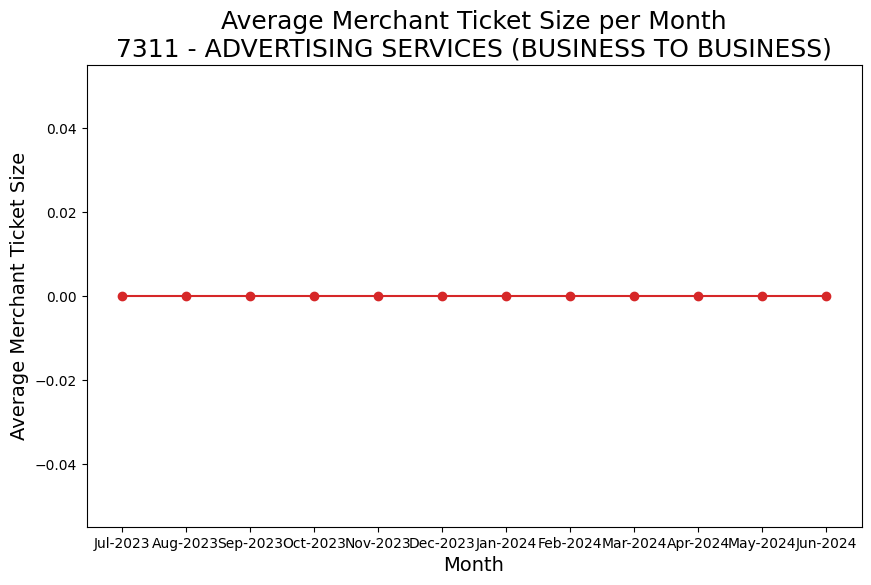 Average Merchant Ticket Size per Month
7311 - ADVERTISING SERVICES (BUSINESS TO BUSINESS)
Average Merchant Ticket Size
0.04
0.02
0.00
−0.02
−0.04
Jul-2023 Aug-2023 Sep-2023 Oct-2023 Nov-2023 Dec-2023 Jan-2024 Feb-2024 Mar-2024 Apr-2024 May-2024 Jun-2024
Month